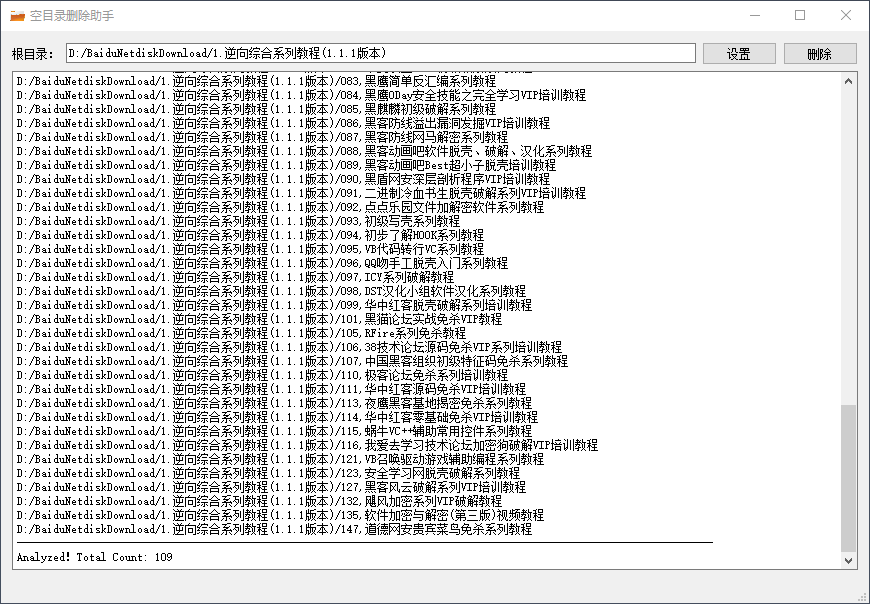 空目录删除助手
根目录： D:/BaiduNetdiskDownload/1.逆向综合系列教程(1.1.1版本) 设置 删除
D:/BaiduNetdiskDownload/1.逆向综合系列教程(1.1.1版本)/083,黑鹰简单反汇编系列教程
D:/BaiduNetdiskDownload/1.逆向综合系列教程(1.1.1版本)/084,黑鹰0Day安全技能之完全学习VIP培训教程
D:/BaiduNetdiskDownload/1.逆向综合系列教程(1.1.1版本)/085,黑麒麟初级破解系列教程
D:/BaiduNetdiskDownload/1.逆向综合系列教程(1.1.1版本)/086,黑客防线溢出漏洞发掘VIP培训教程
D:/BaiduNetdiskDownload/1.逆向综合系列教程(1.1.1版本)/087,黑客防线网马解密系列教程
D:/BaiduNetdiskDownload/1.逆向综合系列教程(1.1.1版本)/088,黑客动画吧软件脱壳、破解、汉化系列教程
D:/BaiduNetdiskDownload/1.逆向综合系列教程(1.1.1版本)/089,黑客动画吧Best超小子脱壳培训教程
D:/BaiduNetdiskDownload/1.逆向综合系列教程(1.1.1版本)/090,黑盾网安深层剖析程序VIP培训教程
D:/BaiduNetdiskDownload/1.逆向综合系列教程(1.1.1版本)/091,二进制冷血书生脱壳破解系列VIP培训教程
D:/BaiduNetdiskDownload/1.逆向综合系列教程(1.1.1版本)/092,点点乐园文件加解密软件系列教程
D:/BaiduNetdiskDownload/1.逆向综合系列教程(1.1.1版本)/093,初级写壳系列教程
D:/BaiduNetdiskDownload/1.逆向综合系列教程(1.1.1版本)/094,初步了解HOOK系列教程
D:/BaiduNetdiskDownload/1.逆向综合系列教程(1.1.1版本)/095,VB代码转行VC系列教程
D:/BaiduNetdiskDownload/1.逆向综合系列教程(1.1.1版本)/096,QQ吻手工脱壳入门系列教程
D:/BaiduNetdiskDownload/1.逆向综合系列教程(1.1.1版本)/097,ICY系列破解教程
D:/BaiduNetdiskDownload/1.逆向综合系列教程(1.1.1版本)/098,DST汉化小组软件汉化系列教程
D:/BaiduNetdiskDownload/1.逆向综合系列教程(1.1.1版本)/099,华中红客脱壳破解系列培训教程
D:/BaiduNetdiskDownload/1.逆向综合系列教程(1.1.1版本)/101,黑猫论坛实战免杀VIP教程
D:/BaiduNetdiskDownload/1.逆向综合系列教程(1.1.1版本)/105,RFire系列免杀教程
D:/BaiduNetdiskDownload/1.逆向综合系列教程(1.1.1版本)/106,38技术论坛源码免杀VIP系列培训教程
D:/BaiduNetdiskDownload/1.逆向综合系列教程(1.1.1版本)/107,中国黑客组织初级特征码免杀系列教程
D:/BaiduNetdiskDownload/1.逆向综合系列教程(1.1.1版本)/110,极客论坛免杀系列培训教程
D:/BaiduNetdiskDownload/1.逆向综合系列教程(1.1.1版本)/111,华中红客源码免杀VIP培训教程
D:/BaiduNetdiskDownload/1.逆向综合系列教程(1.1.1版本)/113,夜鹰黑客基地揭密免杀系列教程
D:/BaiduNetdiskDownload/1.逆向综合系列教程(1.1.1版本)/114,华中红客零基础免杀VIP培训教程
D:/BaiduNetdiskDownload/1.逆向综合系列教程(1.1.1版本)/115,蜗牛VC++辅助常用控件系列教程
D:/BaiduNetdiskDownload/1.逆向综合系列教程(1.1.1版本)/116,我爱去学习技术论坛加密狗破解VIP培训教程
D:/BaiduNetdiskDownload/1.逆向综合系列教程(1.1.1版本)/121,VB召唤驱动游戏辅助编程系列教程
D:/BaiduNetdiskDownload/1.逆向综合系列教程(1.1.1版本)/123,安全学习网脱壳破解系列教程
D:/BaiduNetdiskDownload/1.逆向综合系列教程(1.1.1版本)/127,黑客风云破解系列VIP培训教程
D:/BaiduNetdiskDownload/1.逆向综合系列教程(1.1.1版本)/132,飓风加密系列VIP破解教程
D:/BaiduNetdiskDownload/1.逆向综合系列教程(1.1.1版本)/135,软件加密与解密(第三版)视频教程
D:/BaiduNetdiskDownload/1.逆向综合系列教程(1.1.1版本)/147,道德网安贵宾菜鸟免杀系列教程
Analyzed! Total Count: 109